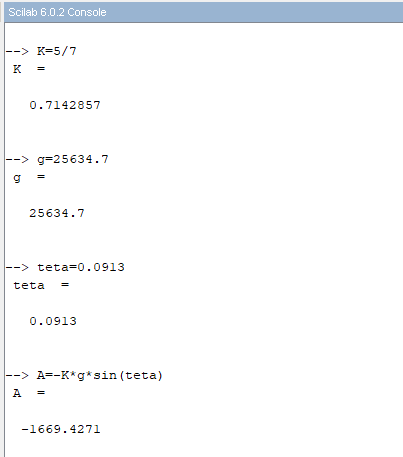 Scilab 6.0.2 Console
--> K=5/7
K  =
0.7142857
--> g=25634.7
g  =
25634.7
--> teta=0.0913
teta  =
0.0913
--> A=-K*g*sin(teta)
A  =
-1669.4271